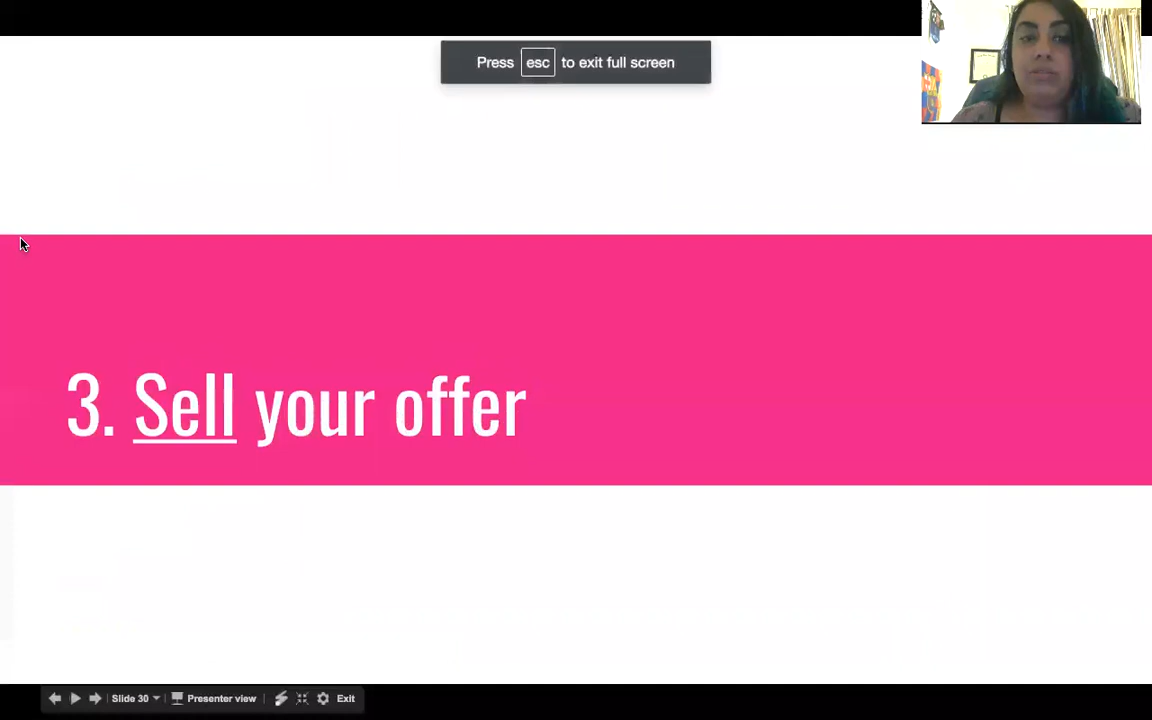 Press esc to exit full screen
3. Sell your offer
Slide 30 Presenter view Exit